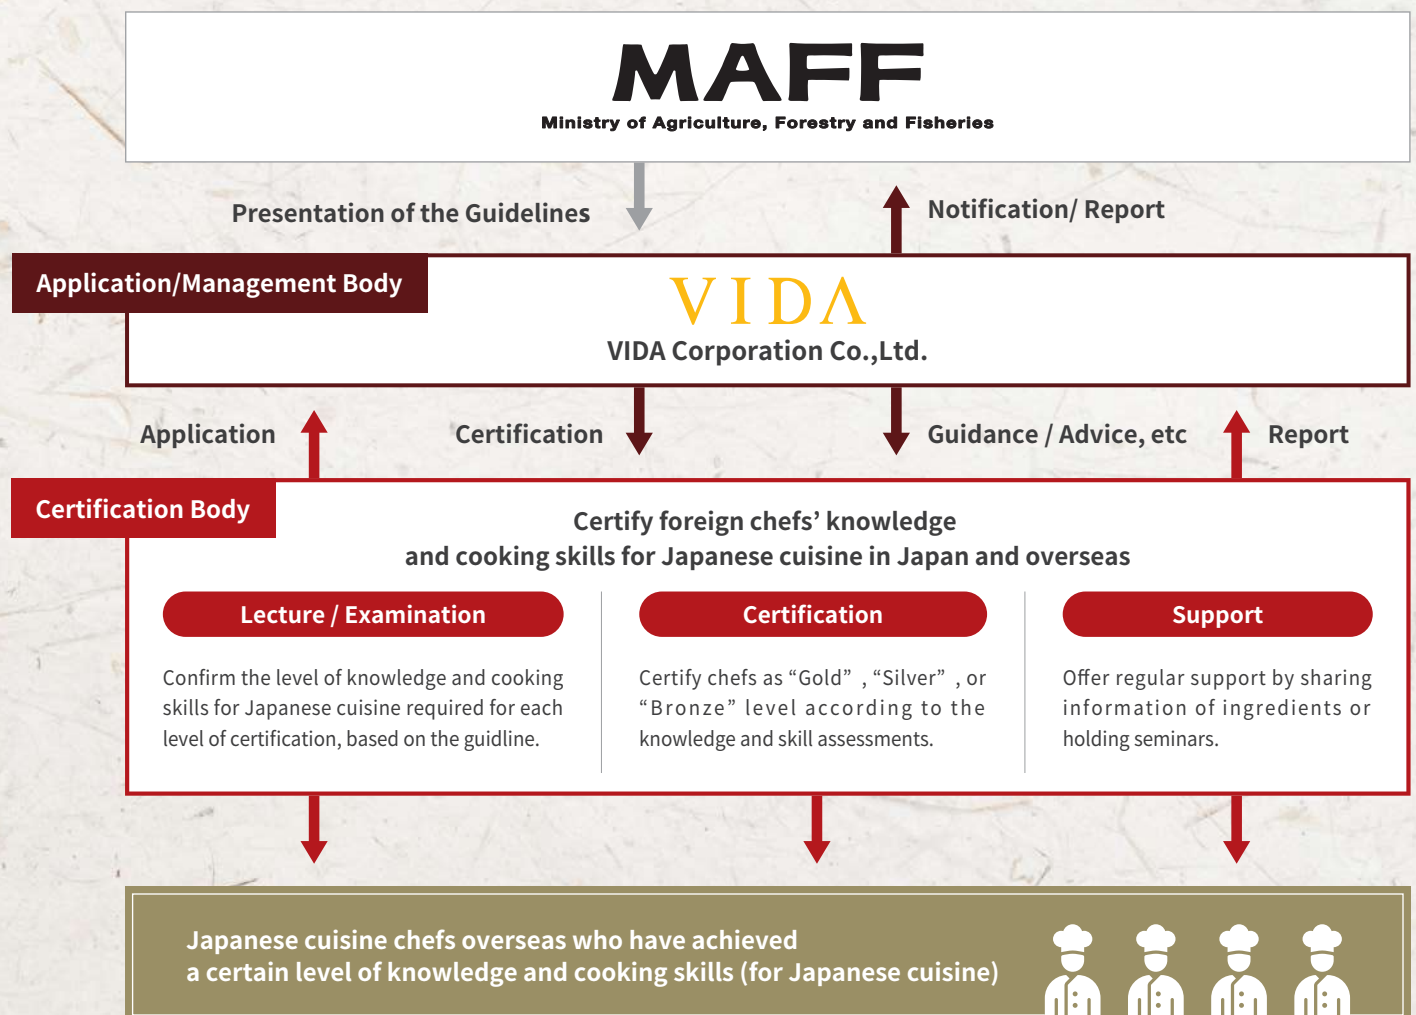 MAFF
Ministry of Agriculture, Forestry and Fisheries
Presentation of the Guidelines
Notification/ Report
Application/Management Body
VIDA
VIDA Corporation Co.,Ltd.
Application
Certification
Guidance / Advice, etc
Report
Certification Body
Certify foreign chefs’ knowledge
and cooking skills for Japanese cuisine in Japan and overseas
Lecture / Examination
Confirm the level of knowledge and cooking
skills for Japanese cuisine required for each
level of certification, based on the guidline.
Certification
Certify chefs as “Gold” , “Silver” , or
“Bronze” level according to the
knowledge and skill assessments.
Support
Offer regular support by sharing
information of ingredients or
holding seminars.
Japanese cuisine chefs overseas who have achieved
a certain level of knowledge and cooking skills (for Japanese cuisine)